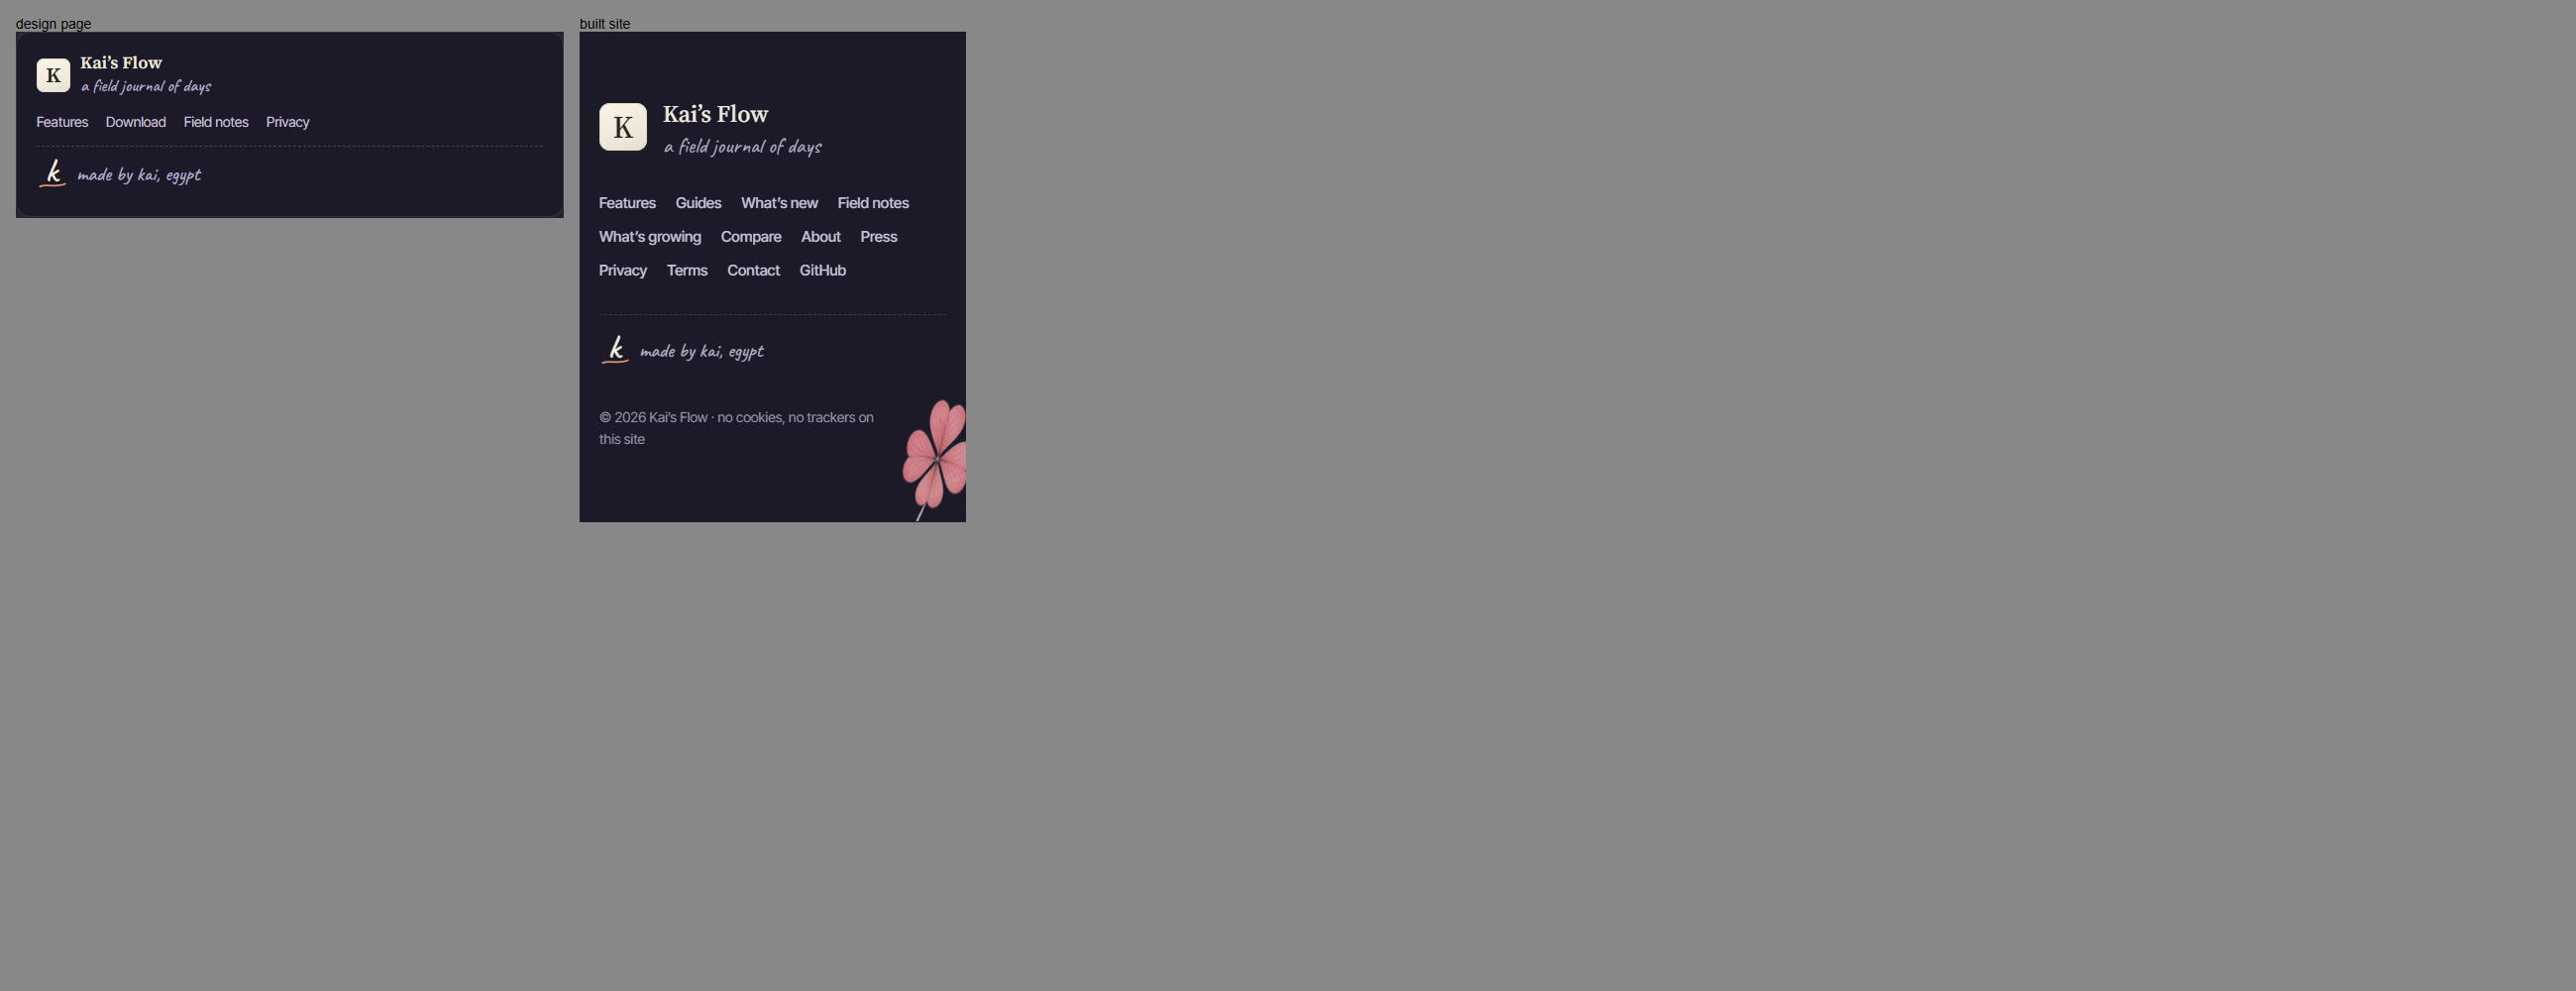 design page
K
Kai’s Flow
a field journal of days
Features Download Field notes Privacy
k
made by kai, egypt
built site
K
Kai’s Flow
a field journal of days
Features Guides What’s new Field notes
What’s growing Compare About Press
Privacy Terms Contact GitHub
k
made by kai, egypt
© 2026 Kai’s Flow · no cookies, no trackers on
this site